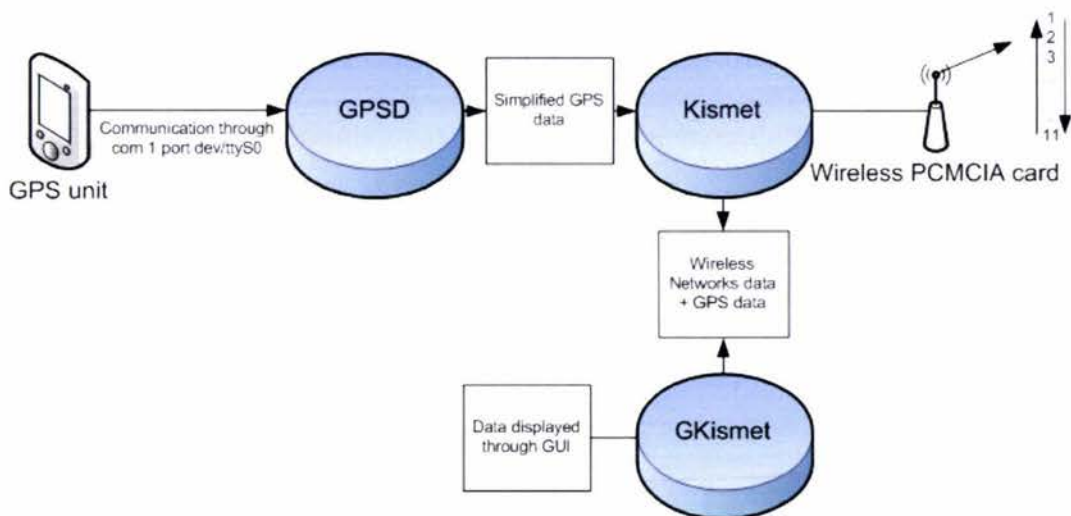 GPS unit
Communication through
com 1 port dev/ttyS0
GPSD
Simplified GPS
data
Kismet
Wireless PCMCIA card
1
2
3
11
Wireless
Networks data
+ GPS data
Data displayed
through GUI
GKismet